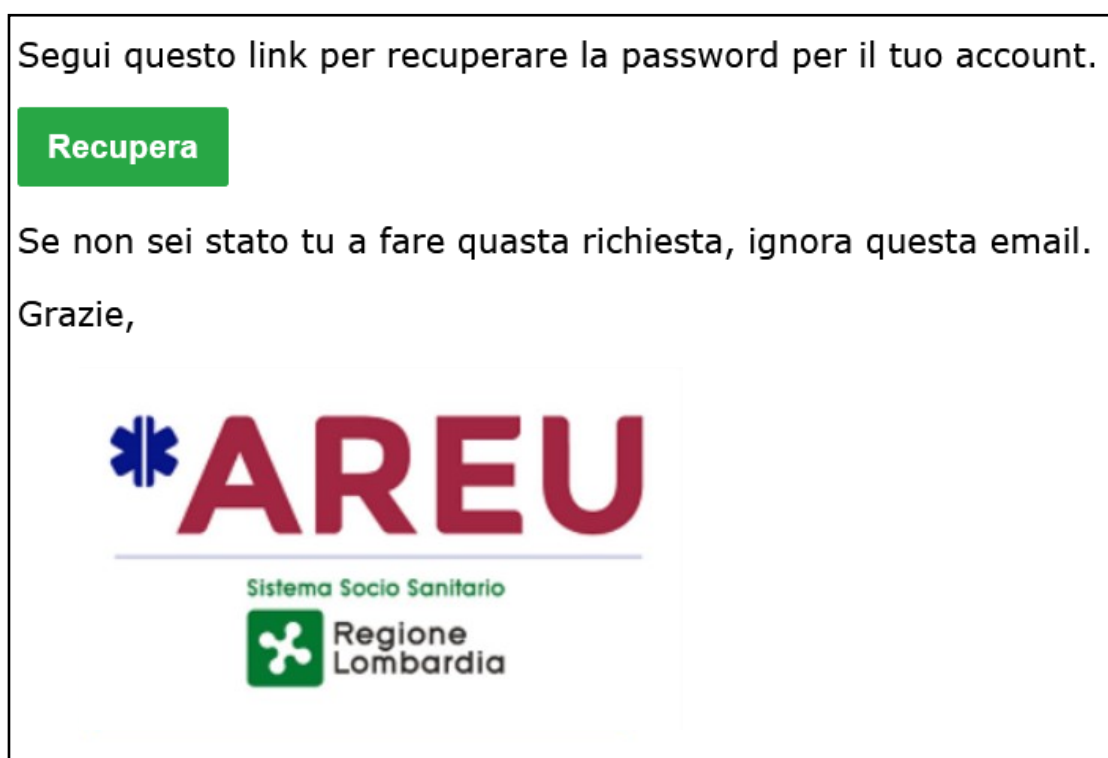 Segui questo link per recuperare la password per il tuo account.
Recupera
Se non sei stato tu a fare quasta richiesta, ignora questa email.
Grazie,
*AREU
Sistema Socio Sanitario
Regione
Lombardia